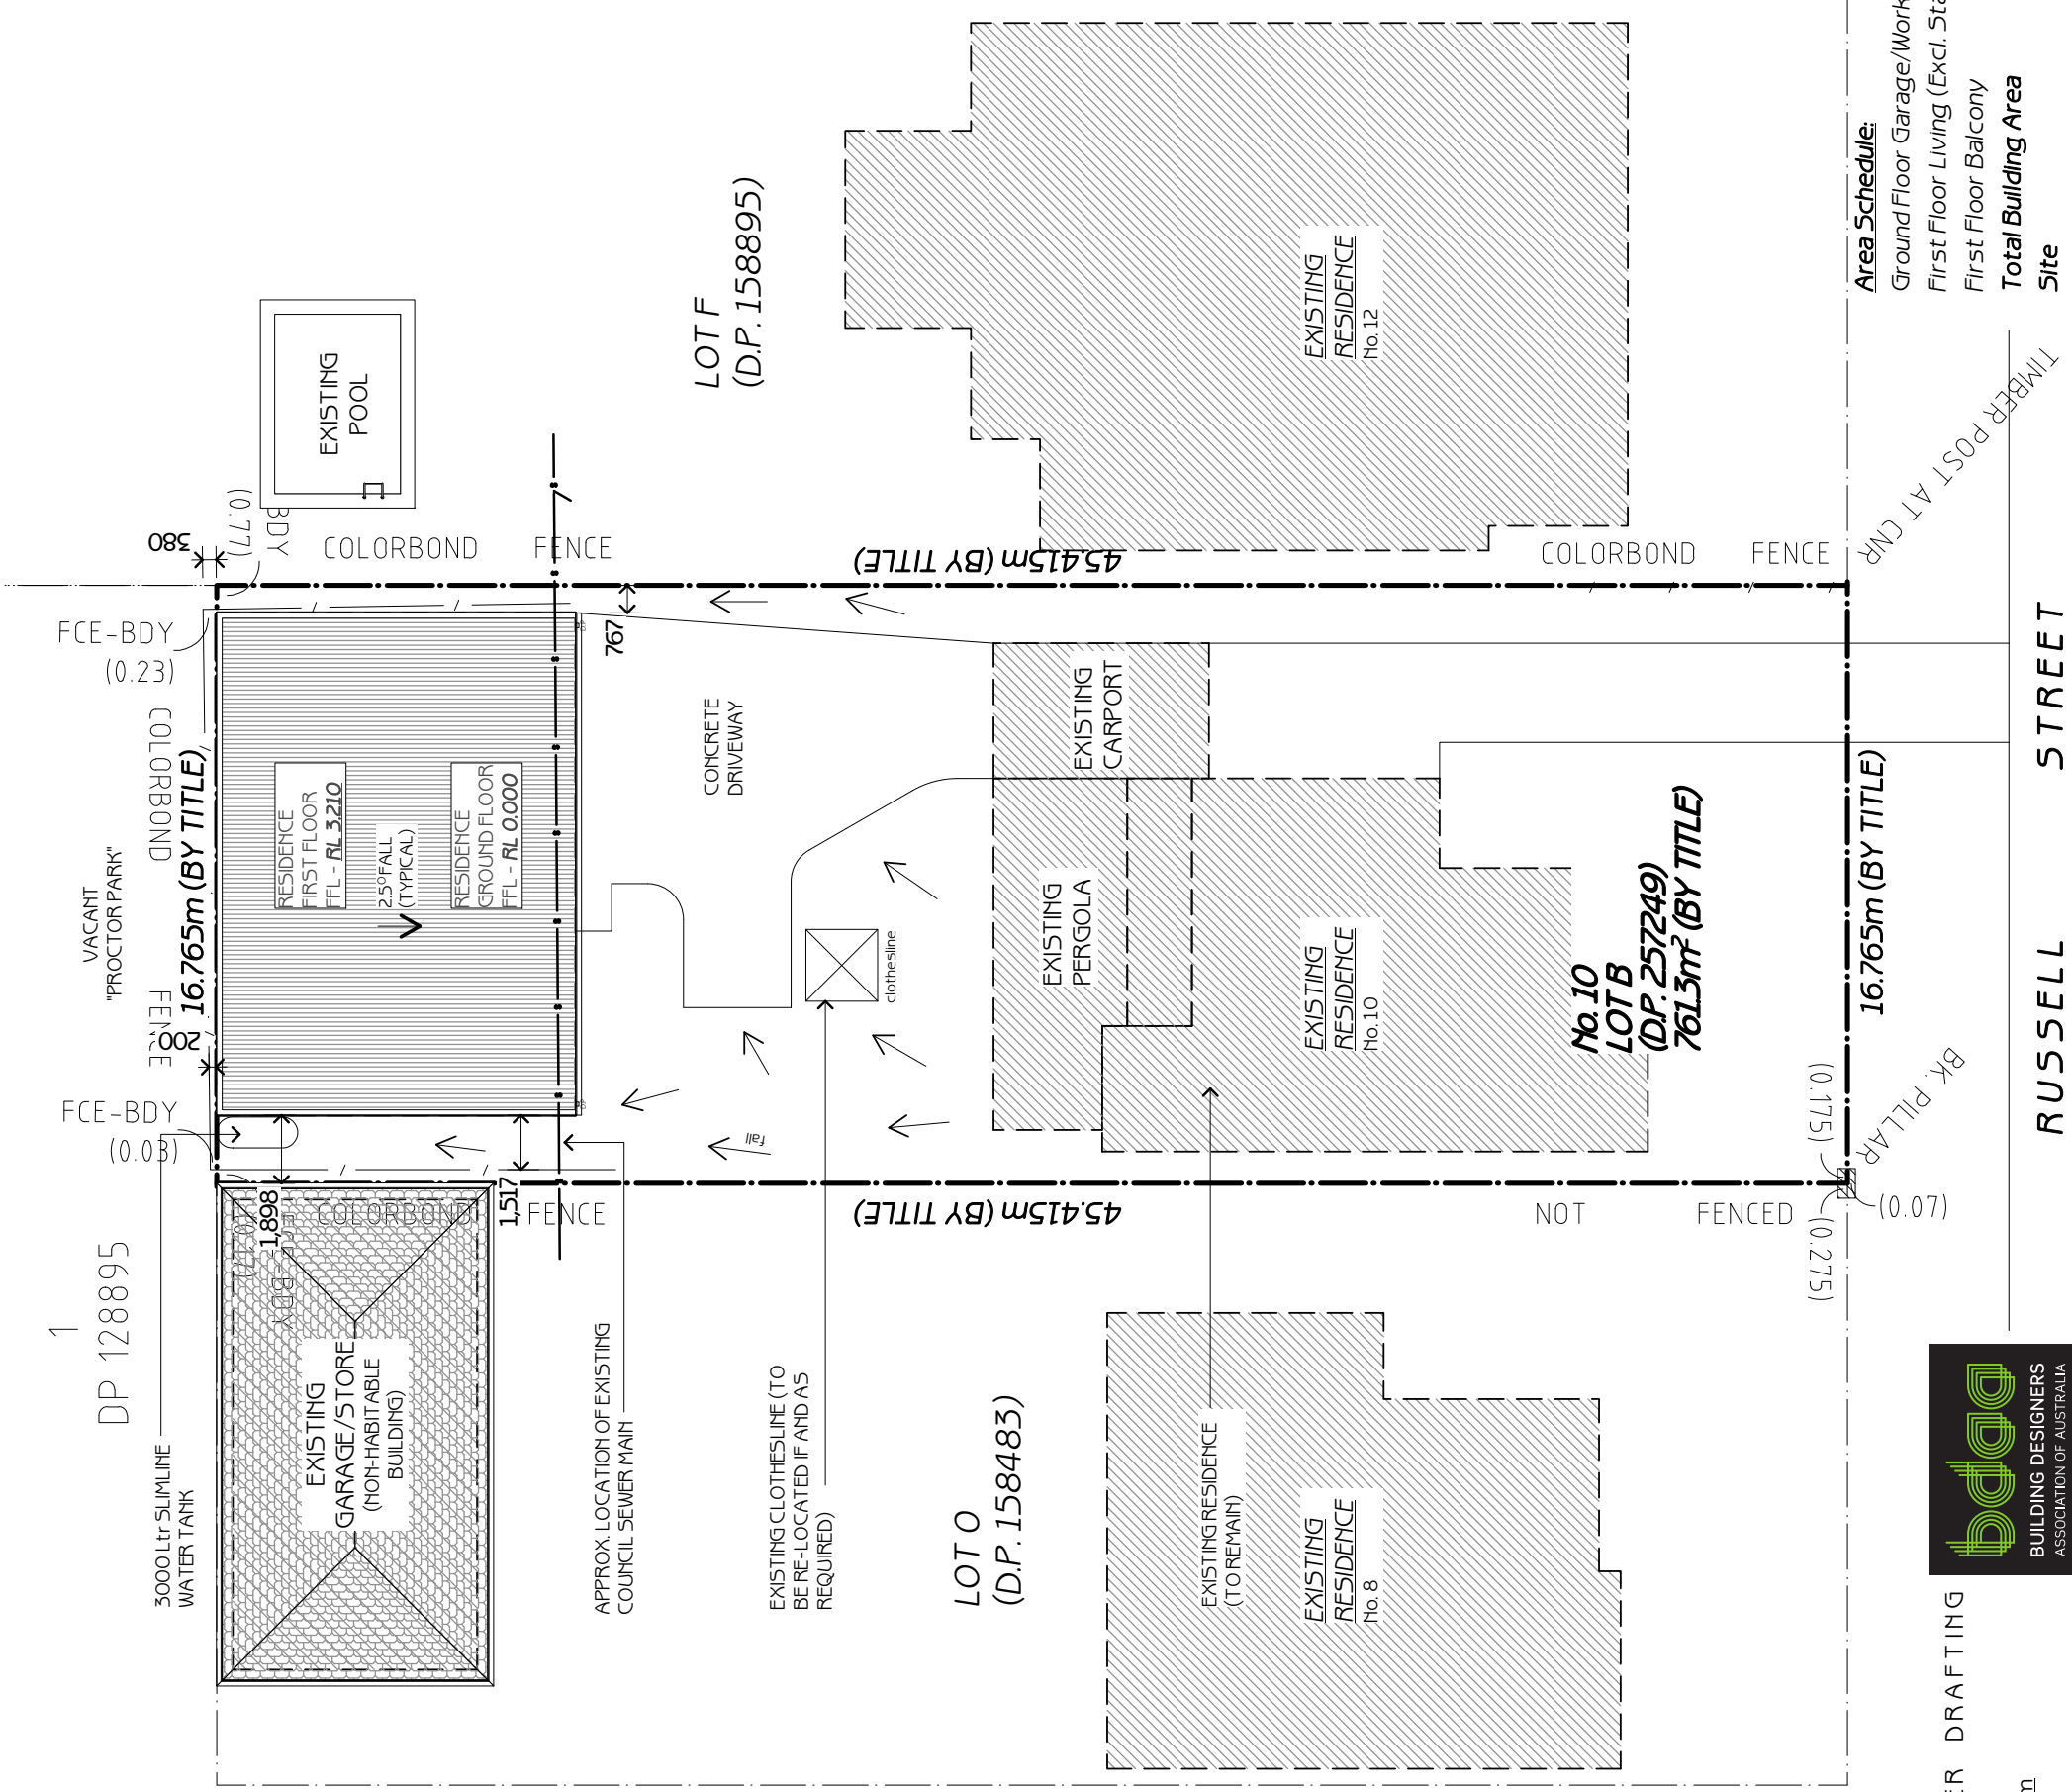 1
DP 128895
3000 Ltr SLIMLINE
WATER TANK
VACANT
"PROCTOR PARK"
FCE-BDY
(0.03)
FCE-BDY
(0.23)
COLORBOND FENCE
16.765m (BY TITLE)
200
380
(0.77)
BDY
EXISTING
POOL
COLORBOND FENCE
RESIDENCE
FIRST FLOOR
FFL - RL 3.210
2.5° FALL
(TYPICAL)
RESIDENCE
GROUND FLOOR
FFL - RL 0.000
EXISTING
GARAGE/STORE
(NON-HABITABLE
BUILDING)
1,898
FCE-BDY
COLORBOND FENCE
1,517
767
APPROX. LOCATION OF EXISTING
COUNCIL SEWER MAIN
EXISTING CLOTHESLINE (TO
BE RE-LOCATED IF AND AS
REQUIRED)
fall
clothesline
CONCRETE
DRIVEWAY
LOT F
(D.P. 158895)
45.415m (BY TITLE)
45.415m (BY TITLE)
LOT O
(D.P. 158483)
EXISTING
PERGOLA
EXISTING
CARPORT
EXISTING RESIDENCE
(TO REMAIN)
EXISTING
RESIDENCE
No. 8
EXISTING
RESIDENCE
No. 10
EXISTING
RESIDENCE
No. 12
No. 10
LOT B
(D.P. 257249)
761.3m² (BY TITLE)
NOT FENCED
COLORBOND FENCE
(0.175)
(0.275)
(0.07)
BK. PILLAR
TIMBER POST AT CNR
16.765m (BY TITLE)
RUSSELL STREET
Area Schedule:
Ground Floor Garage/Work
First Floor Living (Excl. Sta
First Floor Balcony
Total Building Area
Site
bdaa
BUILDING DESIGNERS
ASSOCIATION OF AUSTRALIA
ER DRAFTING
m